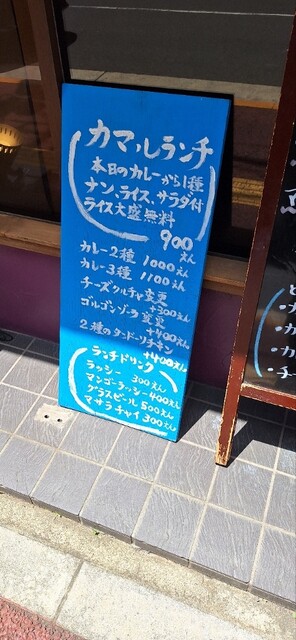 カマルランチ
本日のカレーから1種
ナン、ライス、サラダ付
ライス大盛無料
900えん
カレー2種 1000えん
カレー3種 1100えん
チーズクルチャ変更
+300えん
ゴルゴンゾーラ変更
+400えん
2種のタンドーリチキン
+400えん
ランチドリンク
ラッシー 300えん
マンゴーラッシー 400えん
グラスビール 500えん
マサラチャイ 300えん